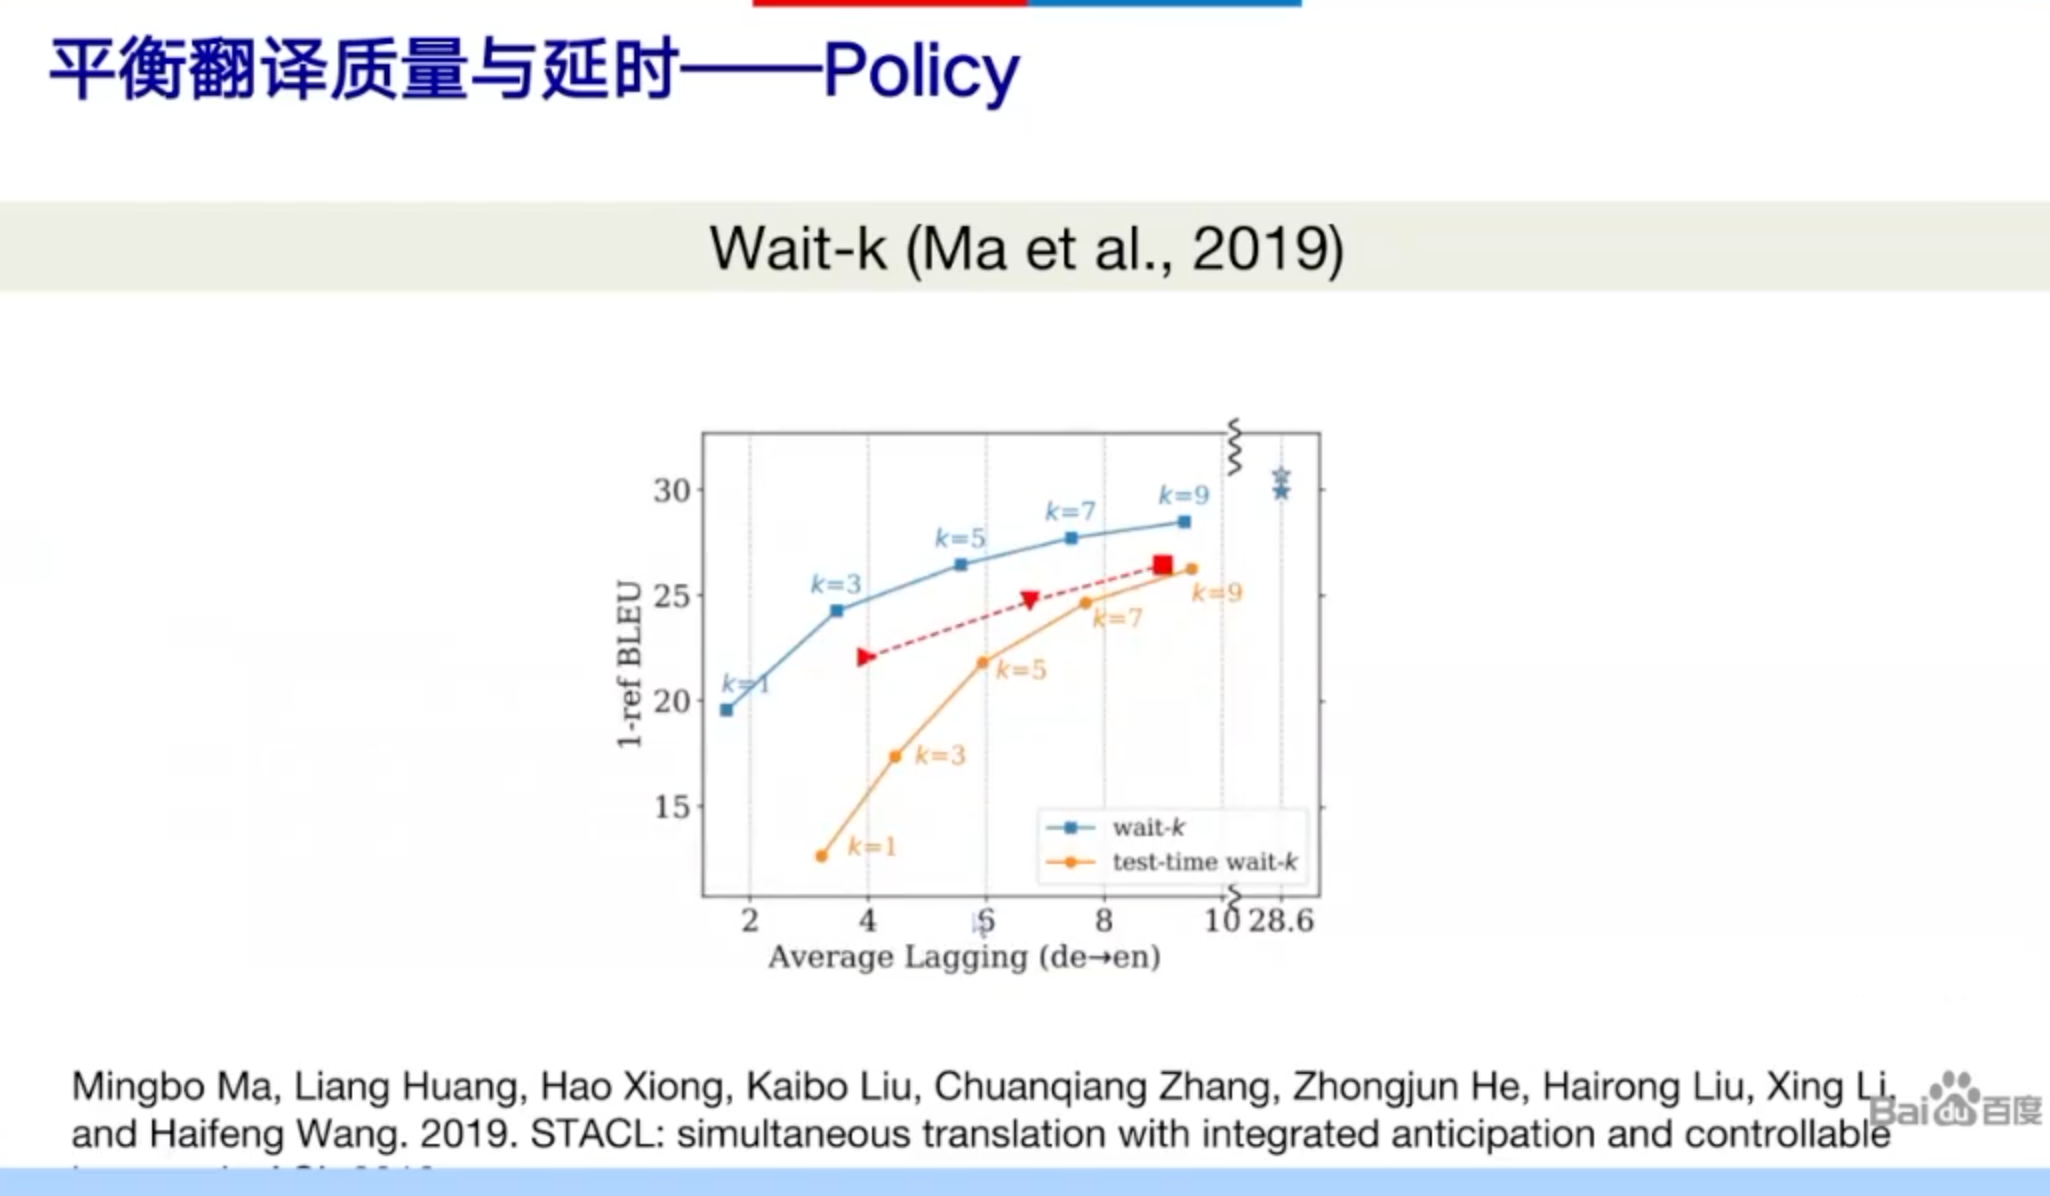 平衡翻译质量与延时——Policy
Wait-k (Ma et al., 2019)
30
25
20
15
1-ref BLEU
k=1
k=3
k=5
k=7
k=9
k=1
k=3
k=5
k=7
k=9
wait-k
test-time wait-k
2 4 6 8 10 28.6
Average Lagging (de→en)
Mingbo Ma, Liang Huang, Hao Xiong, Kaibo Liu, Chuanqiang Zhang, Zhongjun He, Hairong Liu, Xing Li,
and Haifeng Wang. 2019. STACL: simultaneous translation with integrated anticipation and controllable
Bai du 百度